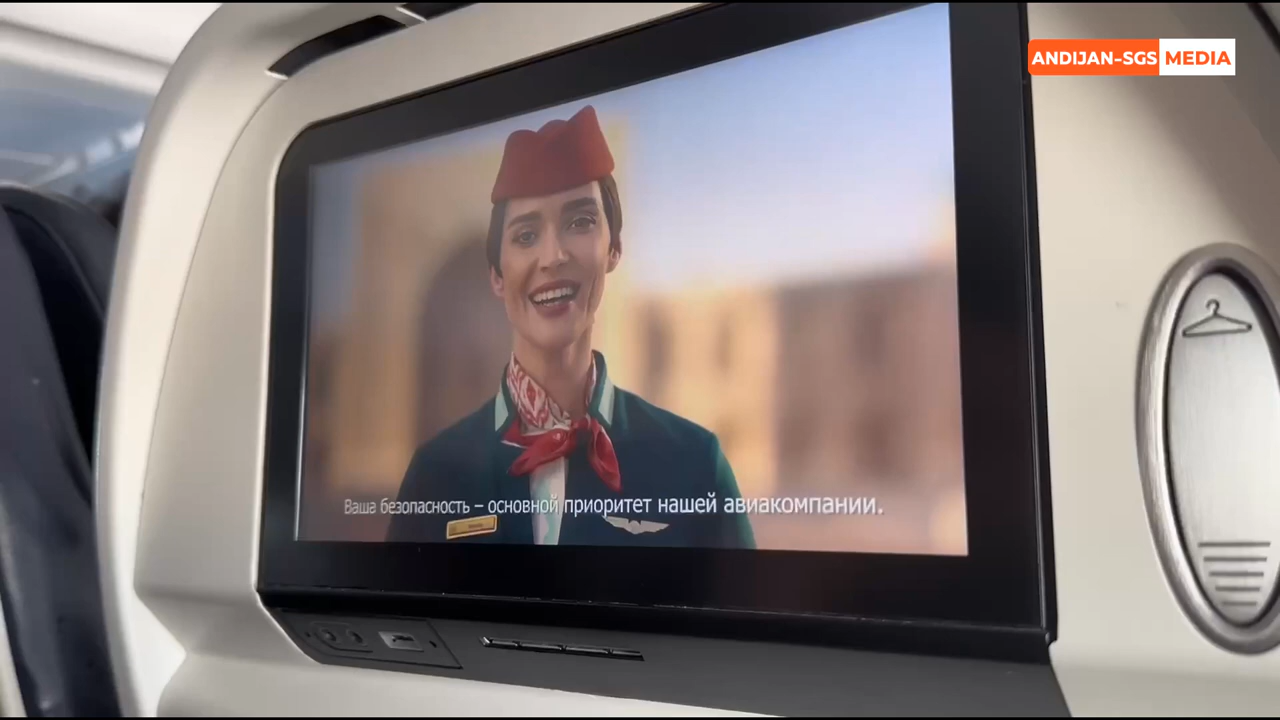 ANDIJAN-SGS MEDIA
Ваша безопасность – основной приоритет нашей авиакомпании.